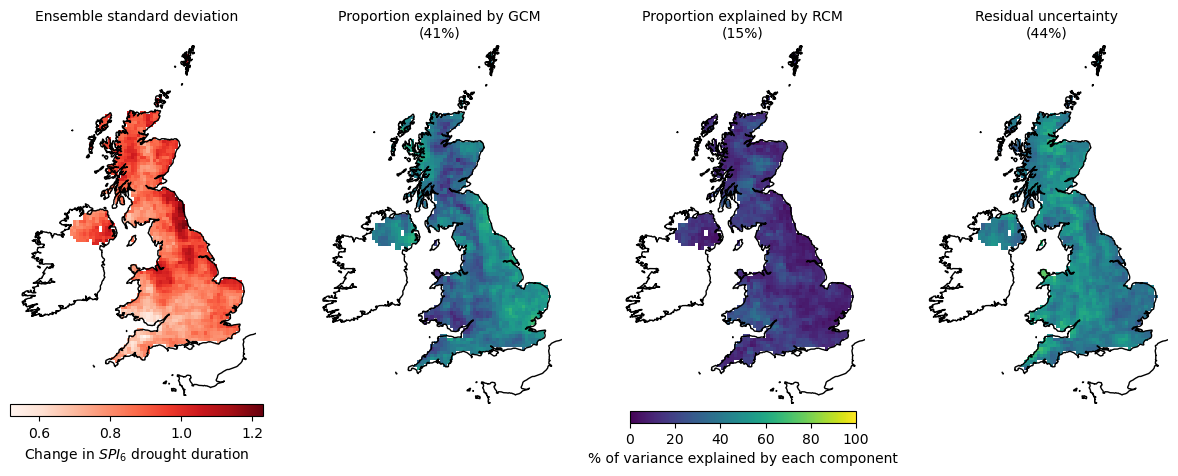 Ensemble standard deviation
Proportion explained by GCM
(41%)
Proportion explained by RCM
(15%)
Residual uncertainty
(44%)
0.6 0.8 1.0 1.2
Change in SPI6 drought duration
0 20 40 60 80 100
% of variance explained by each component